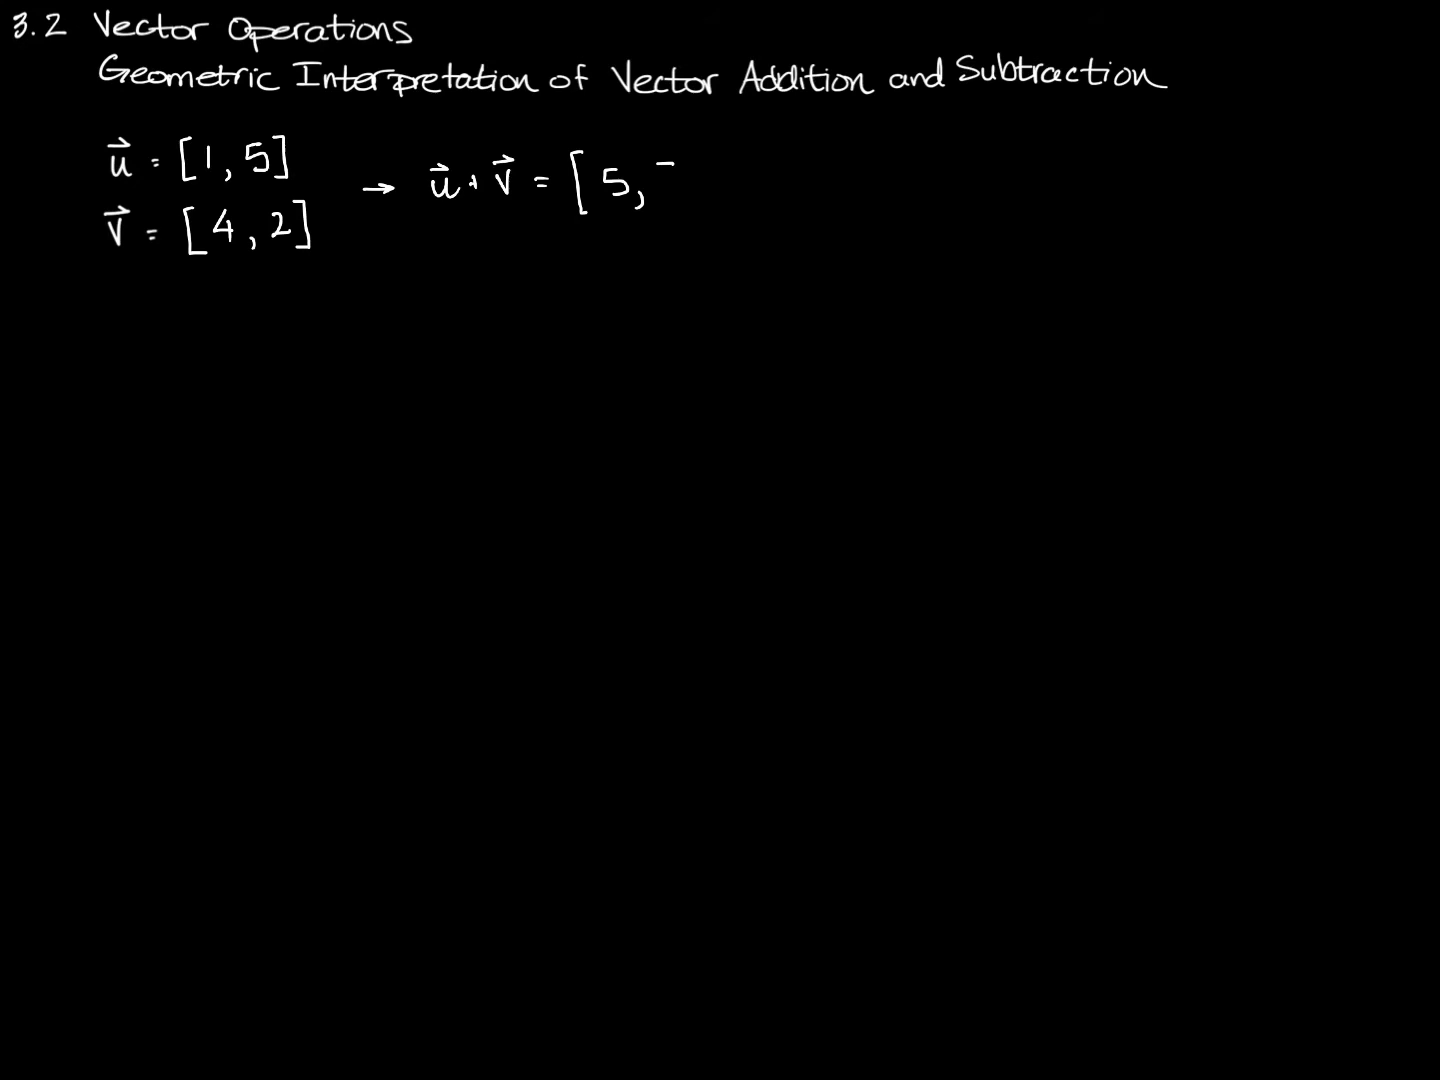 3.2 Vector Operations
Geometric Interpretation of Vector Addition and Subtraction
u⃗ = [1, 5]
v⃗ = [4, 2]
→ u⃗ + v⃗ = [5,